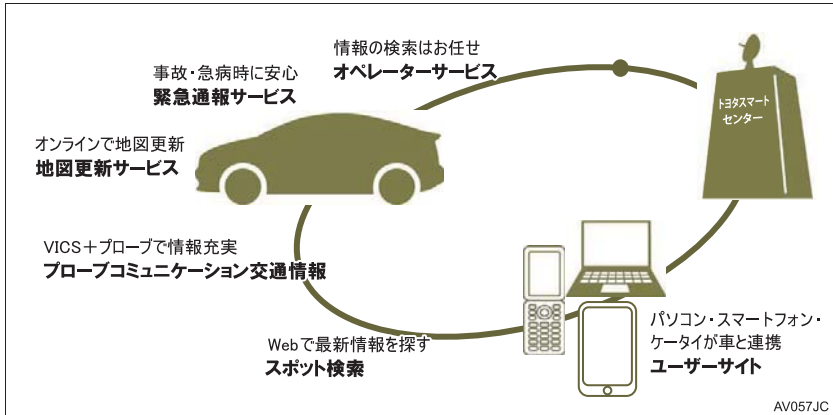 情報の検索はお任せ
オペレーターサービス
事故・急病時に安心
緊急通報サービス
オンラインで地図更新
地図更新サービス
トヨタスマート
センター
VICS+プローブで情報充実
プローブコミュニケーション交通情報
Webで最新情報を探す
スポット検索
パソコン・スマートフォン・
ケータイが車と連携
ユーザーサイト
AV057JC